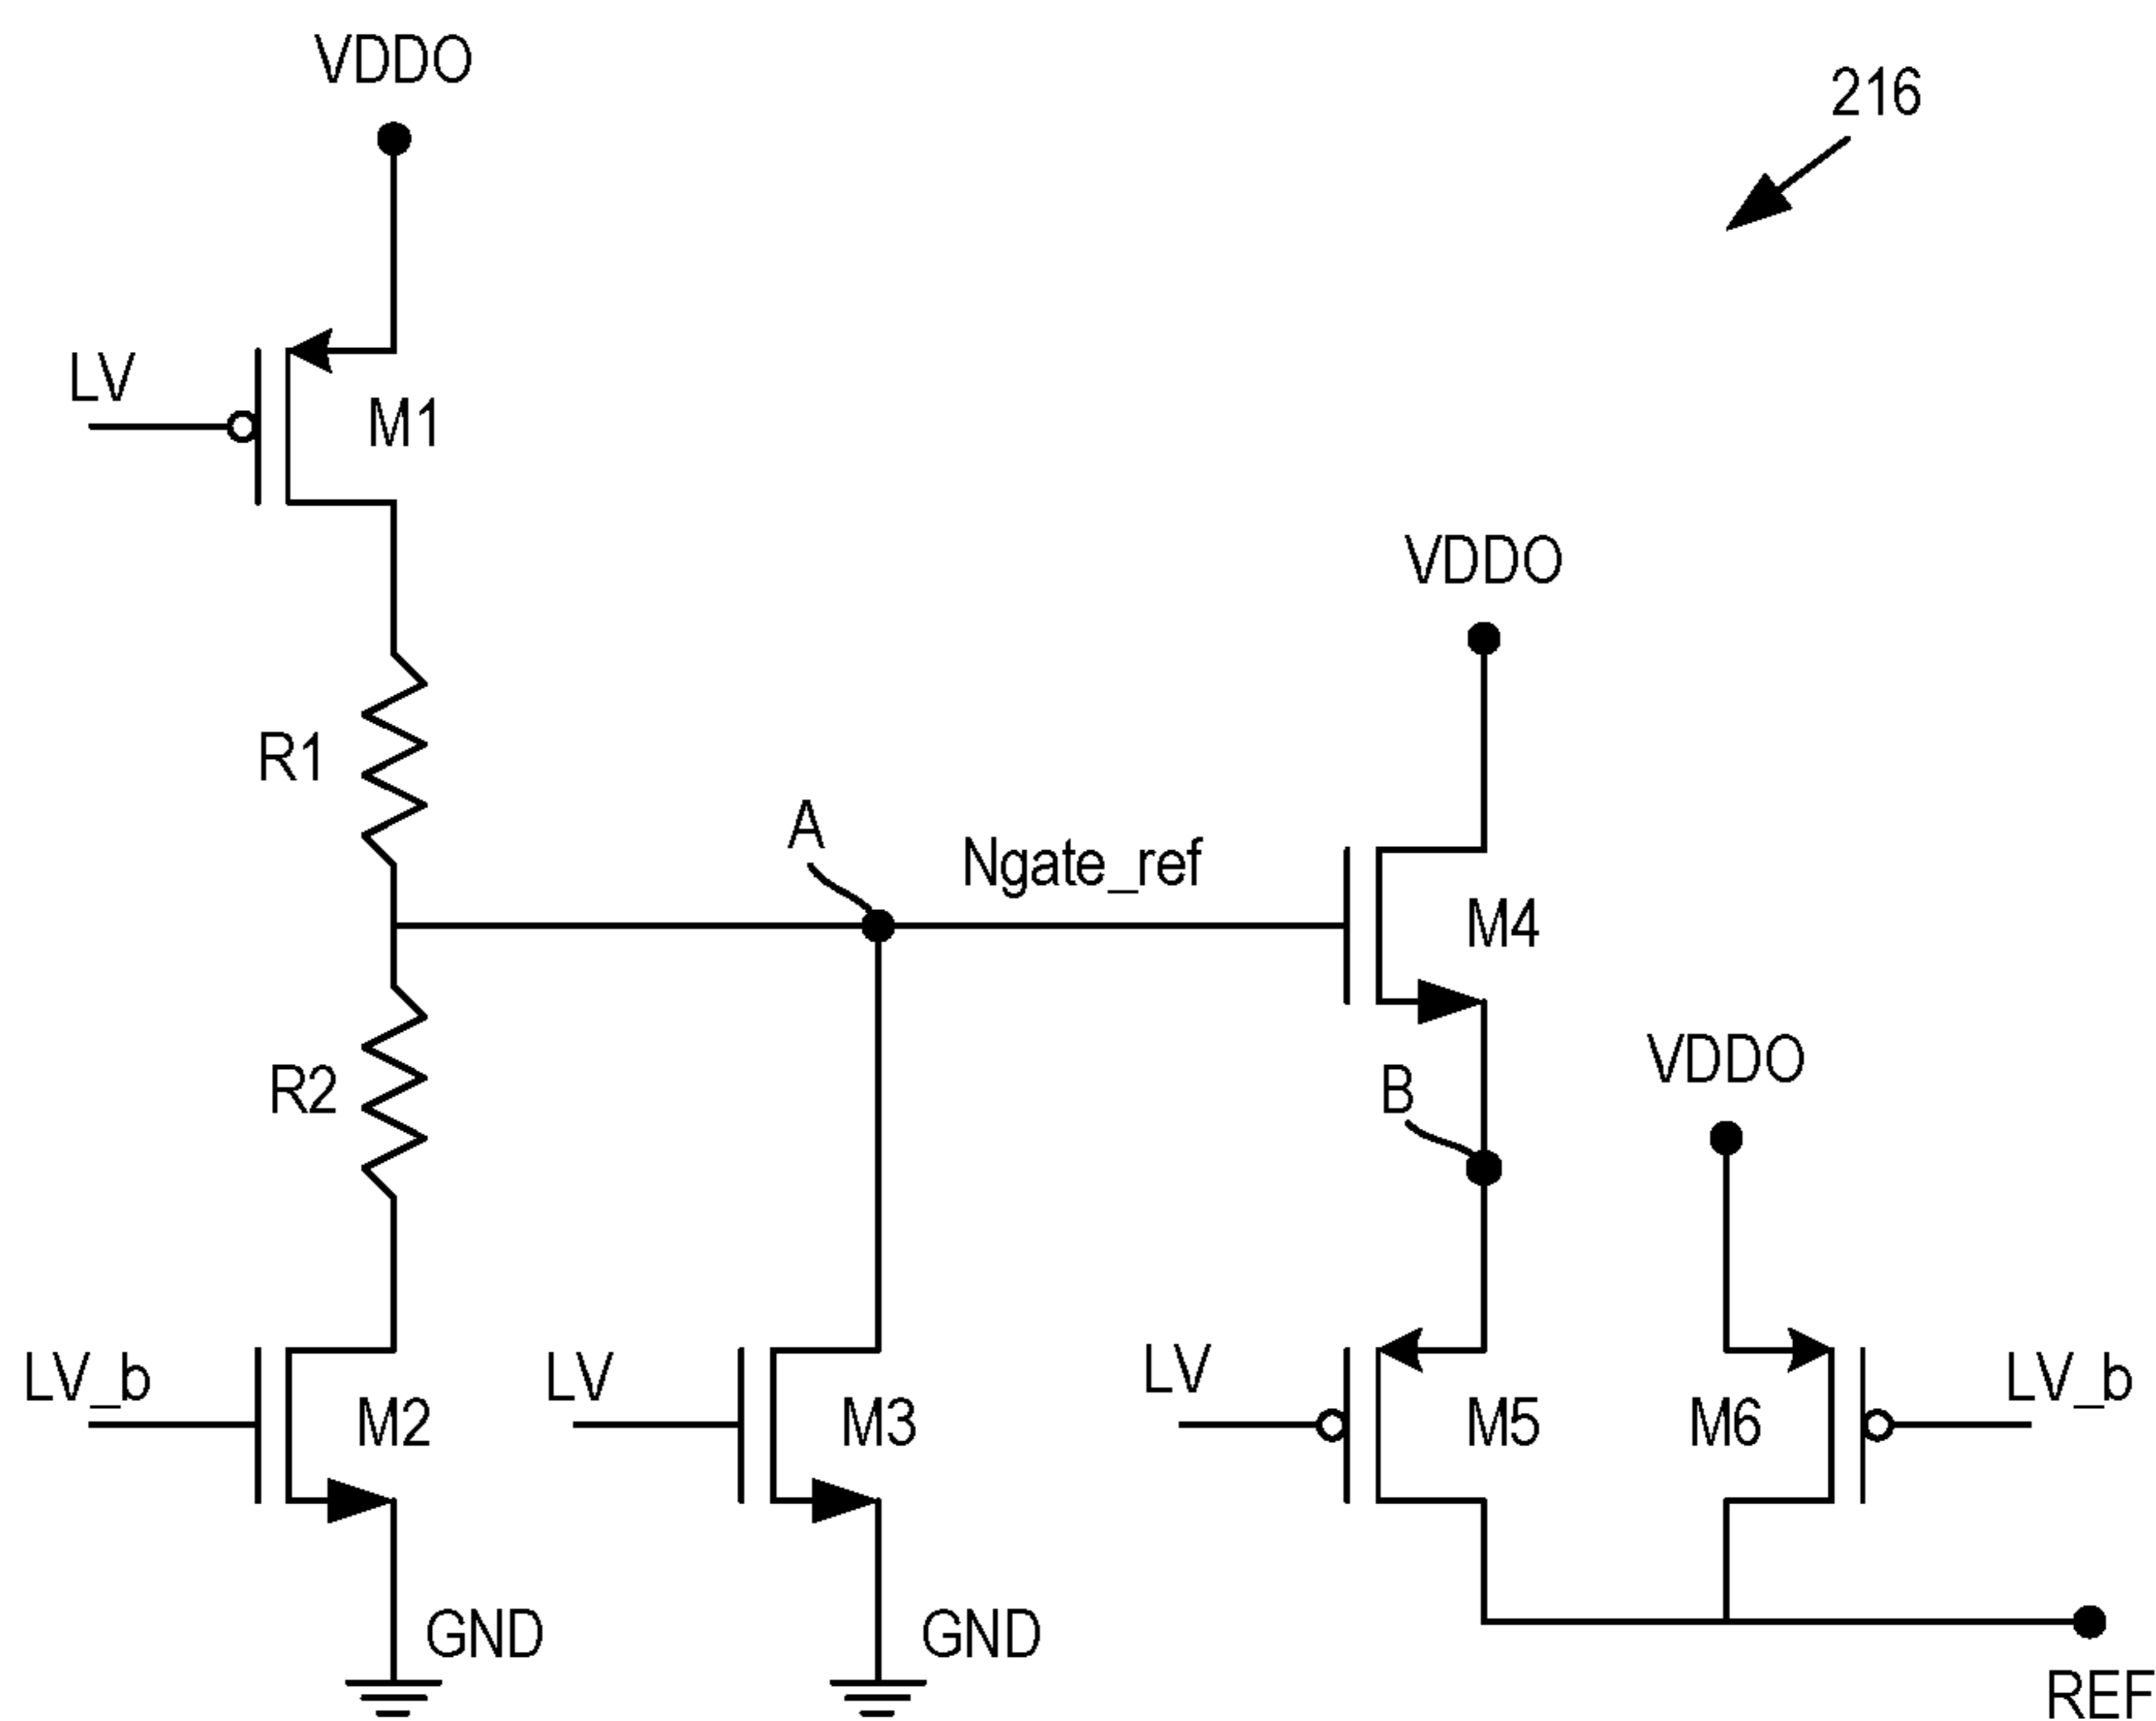 VDDO
216
LV
M1
VDDO
R1
A
Ngate_ref
M4
VDDO
R2
B
LV_b
M2
LV
M3
LV
M5
M6
LV_b
GND
GND
REF